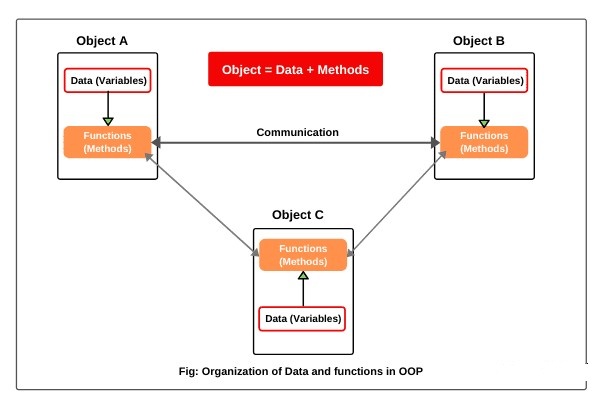 Object A
Object B
Object = Data + Methods
Data (Variables)
Data (Variables)
Functions
(Methods)
Communication
Functions
(Methods)
Object C
Functions
(Methods)
Data (Variables)
Fig: Organization of Data and functions in OOP